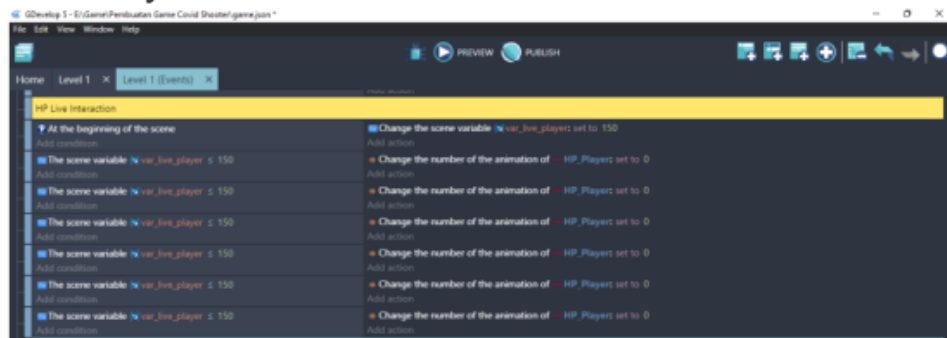 GDevelop 5 - E:\Game\Pembuatan Game Covid Shooter\game.json *
File Edit View Window Help
PREVIEW PUBLISH
Home Level 1 × Level 1 (Events) ×
HP Live Interaction
At the beginning of the scene Change the scene variable var_live_player: set to 150
Add condition Add action
The scene variable var_live_player ≤ 150 Change the number of the animation of HP_Player: set to 0
Add condition Add action
The scene variable var_live_player ≤ 150 Change the number of the animation of HP_Player: set to 0
Add condition Add action
The scene variable var_live_player ≤ 150 Change the number of the animation of HP_Player: set to 0
Add condition Add action
The scene variable var_live_player ≤ 150 Change the number of the animation of HP_Player: set to 0
Add condition Add action
The scene variable var_live_player ≤ 150 Change the number of the animation of HP_Player: set to 0
Add condition Add action
The scene variable var_live_player ≤ 150 Change the number of the animation of HP_Player: set to 0
Add condition Add action